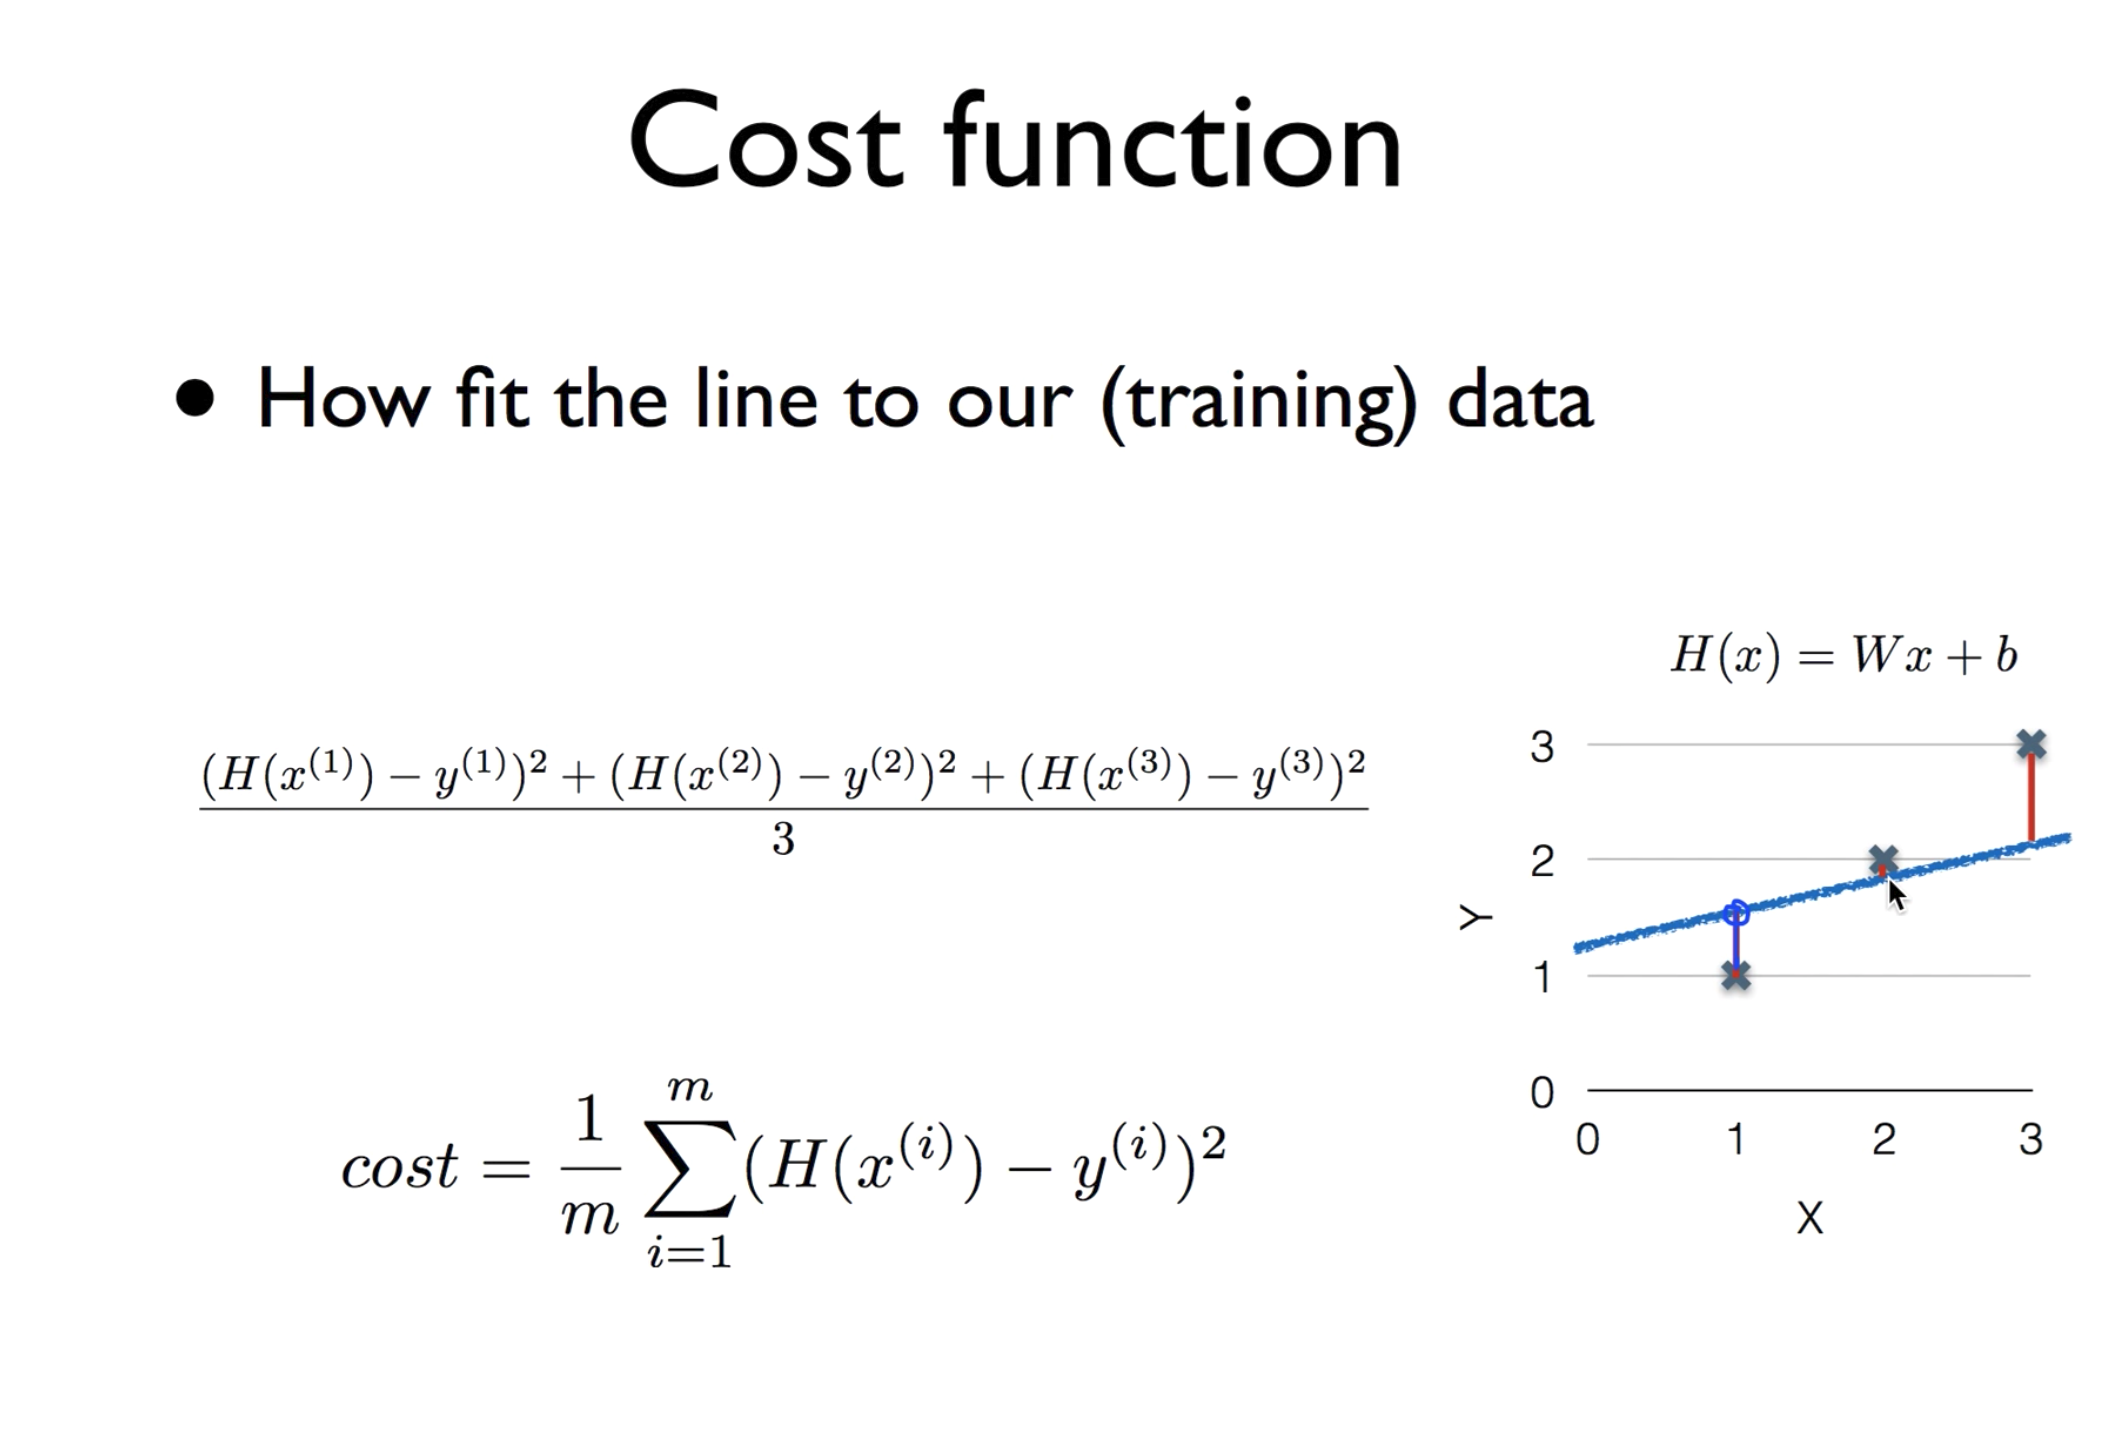 Cost function
• How fit the line to our (training) data
H(x) = Wx + b
(H(x^{(1)}) − y^{(1)})^2 + (H(x^{(2)}) − y^{(2)})^2 + (H(x^{(3)}) − y^{(3)})^2
3
cost = \frac{1}{m} \sum_{i=1}^{m} (H(x^{(i)}) − y^{(i)})^2
3
2
Y
1
0
0 1 2 3
X